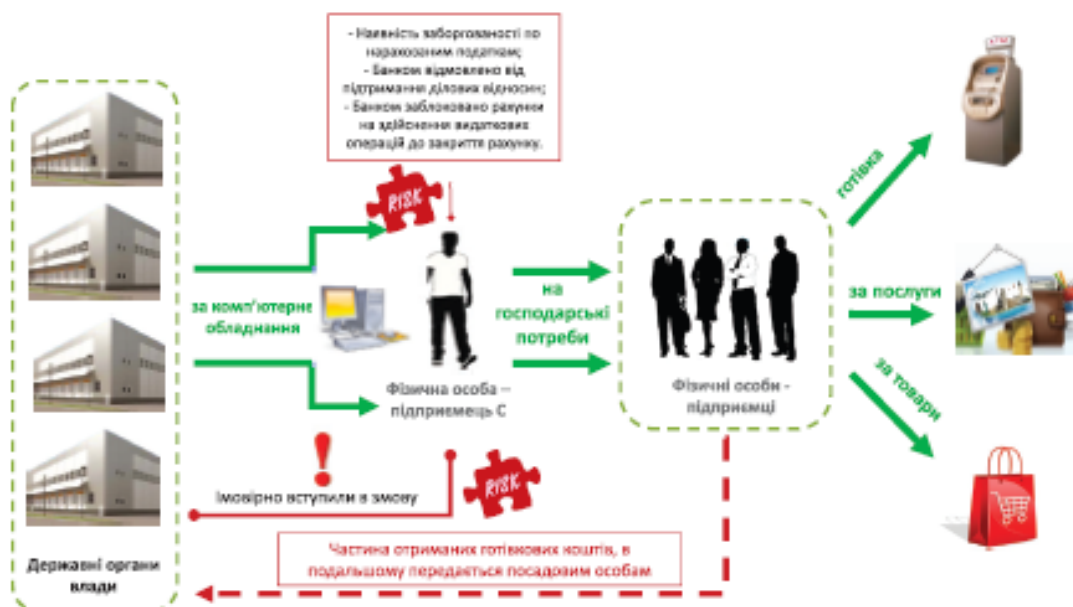 - Наявність заборгованості по
нарахованим податкам;
- Банком відмовлено від
підтримання ділових відносин;
- Банком заблоковано рахунки
на здійснення видаткових
операцій до закриття рахунку.
RISK
за комп'ютерне
обладнання
Фізична особа –
підприємець С
на
господарські
потреби
Фізичні особи -
підприємці
готівка
за послуги
за товари
Імовірно вступили в змову
RISK
Державні органи
влади
Частина отриманих готівкових коштів, в
подальшому передається посадовим особам